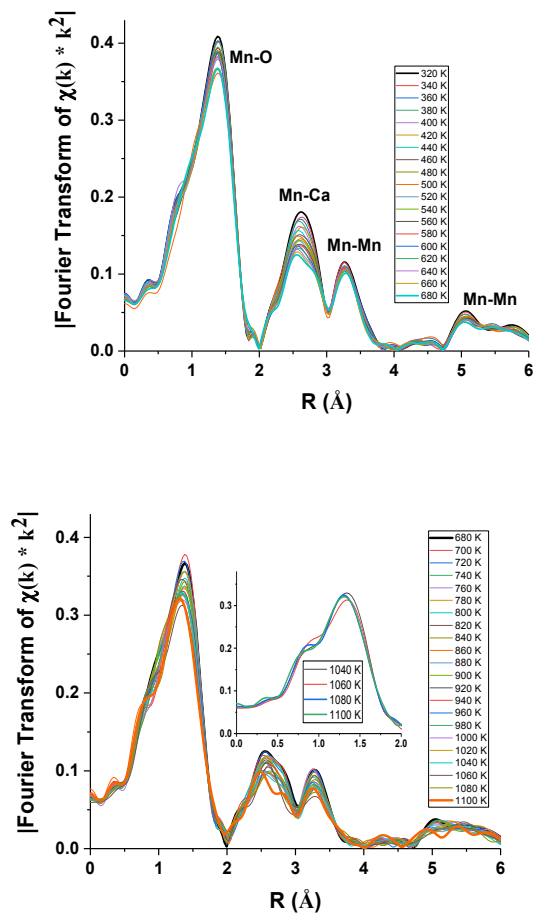 |Fourier Transform of χ(k) * k²|
0.4
0.3
0.2
0.1
0.0
Mn-O
Mn-Ca
Mn-Mn
Mn-Mn
320 K
340 K
360 K
380 K
400 K
420 K
440 K
460 K
480 K
500 K
520 K
540 K
560 K
580 K
600 K
620 K
640 K
660 K
680 K
0 1 2 3 4 5 6
R (Å)
|Fourier Transform of χ(k) * k²|
0.4
0.3
0.2
0.1
0.0
0.3
0.2
0.1
0.0
1040 K
1060 K
1080 K
1100 K
0.0 0.5 1.0 1.5 2.0
680 K
700 K
720 K
740 K
760 K
780 K
800 K
820 K
840 K
860 K
880 K
900 K
920 K
940 K
960 K
980 K
1000 K
1020 K
1040 K
1060 K
1080 K
1100 K
0 1 2 3 4 5 6
R (Å)